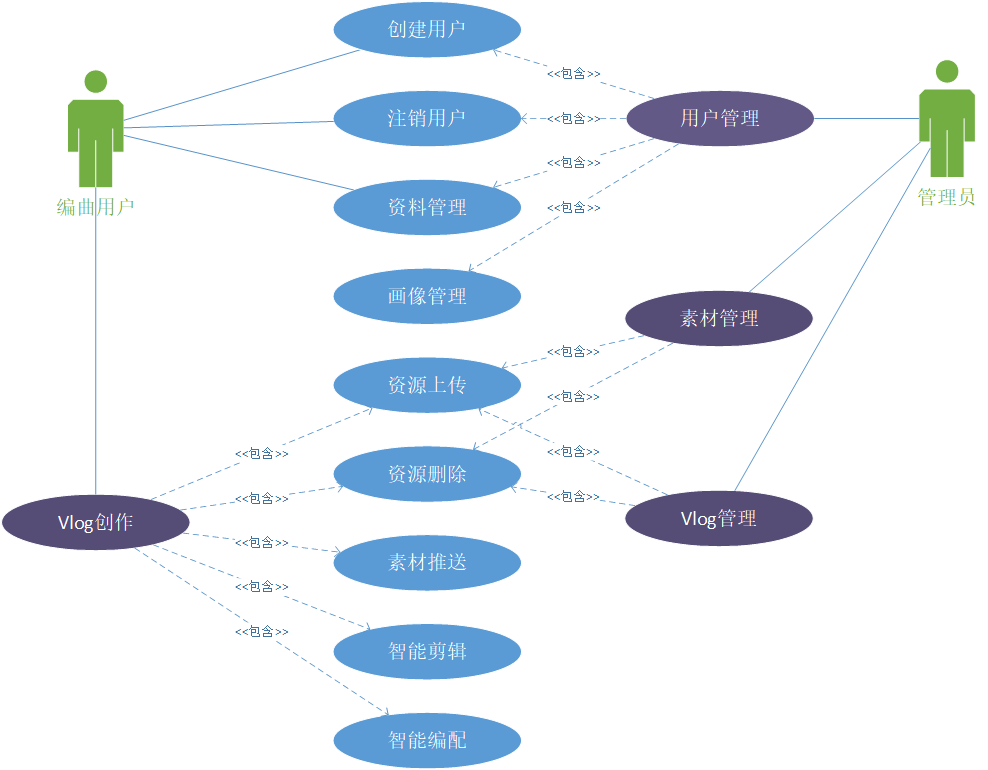 创建用户
<<包含>>
注销用户
<<包含>>
用户管理
<<包含>>
管理员
编曲用户
资料管理
<<包含>>
画像管理
素材管理
<<包含>>
资源上传
<<包含>>
<<包含>>
<<包含>>
资源删除
<<包含>>
<<包含>>
Vlog创作
Vlog管理
<<包含>>
素材推送
<<包含>>
<<包含>>
智能剪辑
智能编配